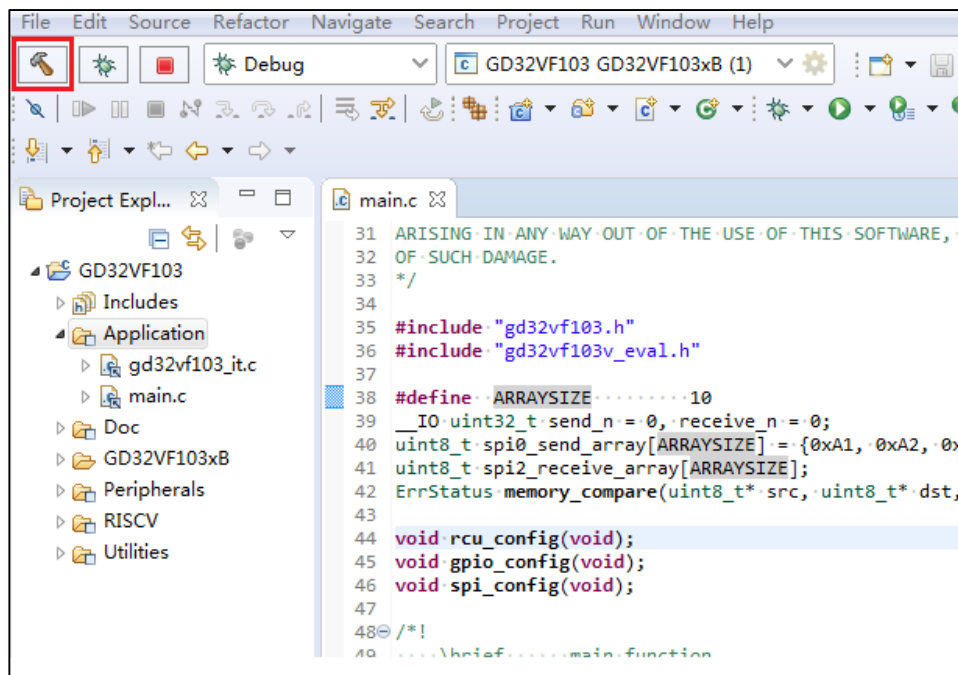 File Edit Source Refactor Navigate Search Project Run Window Help
Debug
GD32VF103 GD32VF103xB (1)
Project Expl...
main.c
GD32VF103
Includes
Application
gd32vf103_it.c
main.c
Doc
GD32VF103xB
Peripherals
RISCV
Utilities
31 ARISING IN ANY WAY OUT OF THE USE OF THIS SOFTWARE,
32 OF SUCH DAMAGE.
33 */
34
35 #include "gd32vf103.h"
36 #include "gd32vf103v_eval.h"
37
38 #define ARRAYSIZE 10
39 __IO uint32_t send_n = 0, receive_n = 0;
40 uint8_t spi0_send_array[ARRAYSIZE] = {0xA1, 0xA2, 0x
41 uint8_t spi2_receive_array[ARRAYSIZE];
42 ErrStatus memory_compare(uint8_t* src, uint8_t* dst,
43
44 void rcu_config(void);
45 void gpio_config(void);
46 void spi_config(void);
47
48 /*!
49 \brief main function